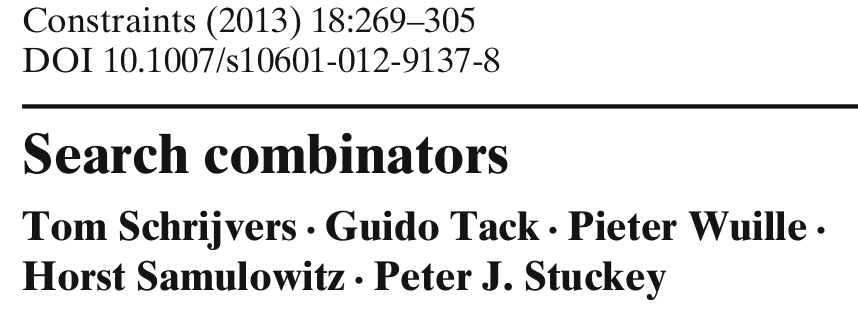 Constraints (2013) 18:269–305
DOI 10.1007/s10601-012-9137-8
Search combinators
Tom Schrijvers · Guido Tack · Pieter Wuille ·
Horst Samulowitz · Peter J. Stuckey